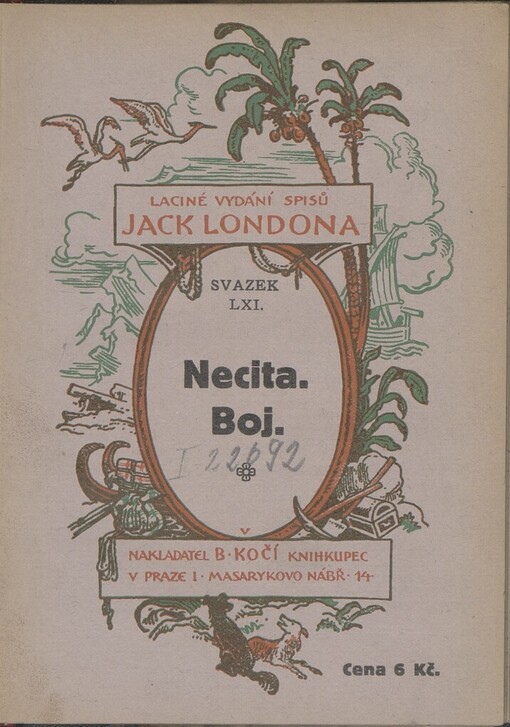 LACINÉ VYDÁNÍ SPISŮ
JACK LONDONA
SVAZEK
LXI.
Necita.
Boj.
I 22692
V
NAKLADATEL B·KOČÍ KNIHKUPEC
V PRAZE I· MASARYKOVO NÁBŘ· 14·
Cena 6 Kč.